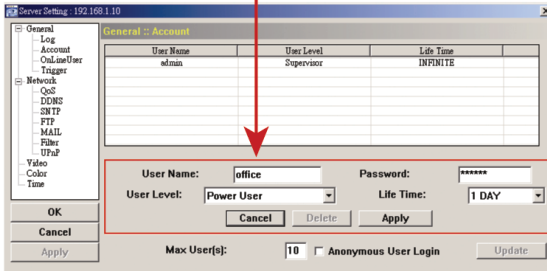 Server Setting : 192.168.1.10
General
Log
Account
OnLineUser
Trigger
Network
QoS
DDNS
SNTP
FTP
MAIL
Filter
UPnP
Video
Color
Time
OK
Cancel
Apply
General :: Account
User Name User Level Life Time
admin Supervisor INFINITE
User Name: office Password: ******
User Level: Power User Life Time: 1 DAY
Cancel Delete Apply
Max User[s]: 10 Anonymous User Login Update